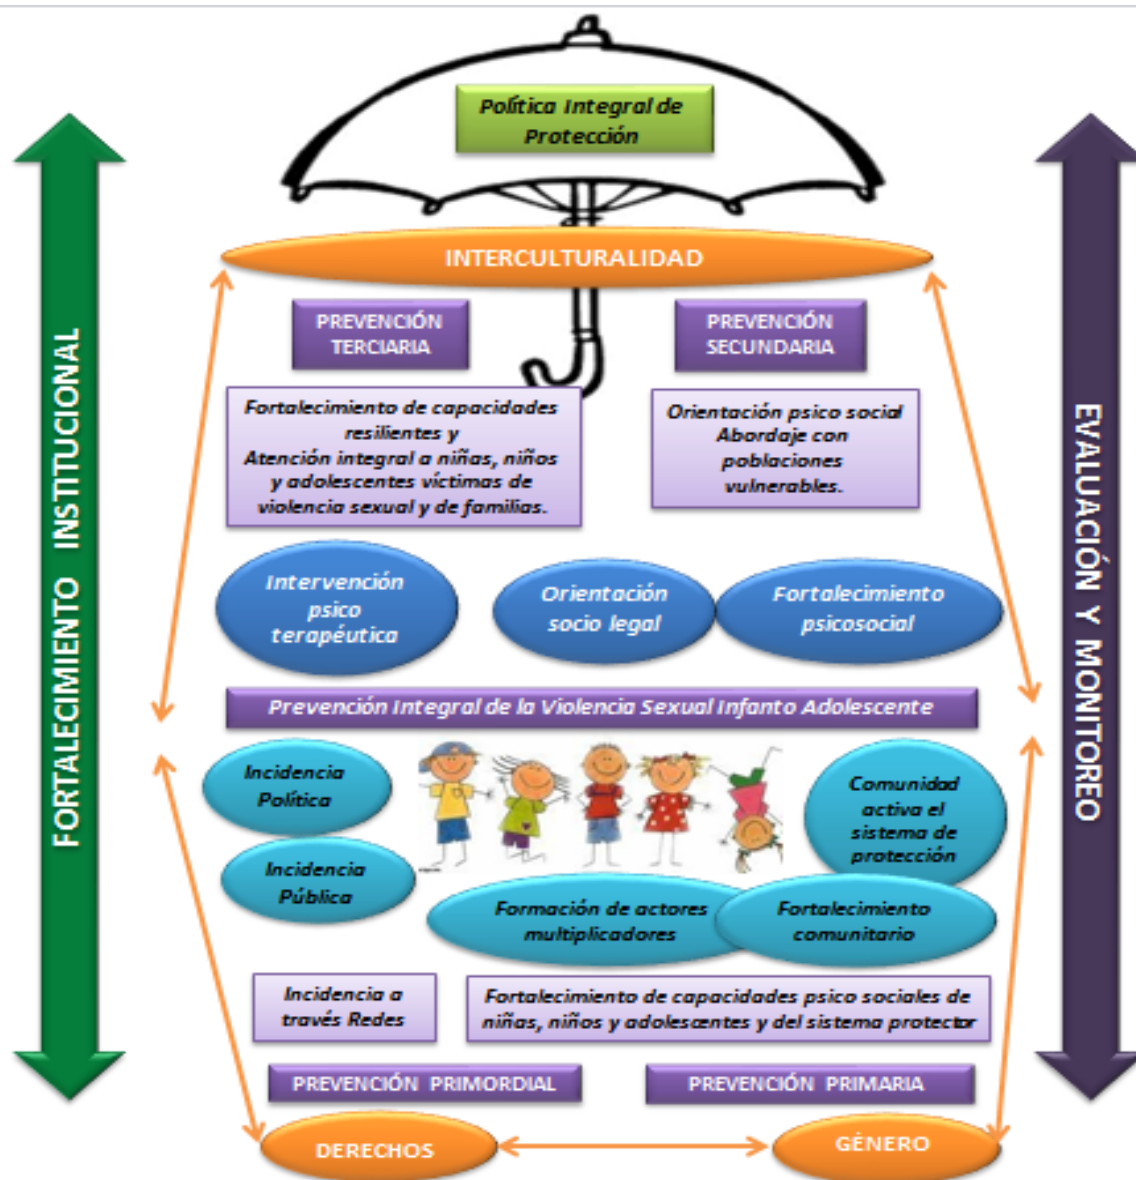 Política Integral de
Protección
INTERCULTURALIDAD
PREVENCIÓN
TERCIARIA
PREVENCIÓN
SECUNDARIA
Fortalecimiento de capacidades
resilientes y
Atención integral a niñas, niños
y adolescentes víctimas de
violencia sexual y de familias.
Orientación psico social
Abordaje con
poblaciones
vulnerables.
FORTALECIMIENTO INSTITUCIONAL
EVALUACIÓN Y MONITOREO
Intervención
psico
terapéutica
Orientación
socio legal
Fortalecimiento
psicosocial
Prevención Integral de la Violencia Sexual Infanto Adolescente
Incidencia
Política
Comunidad
activa el
sistema de
protección
Incidencia
Pública
Formación de actores
multiplicadores
Fortalecimiento
comunitario
Incidencia a
través Redes
Fortalecimiento de capacidades psico sociales de
niñas, niños y adolescentes y del sistema protector
PREVENCIÓN PRIMORDIAL
PREVENCIÓN PRIMARIA
DERECHOS
GÉNERO